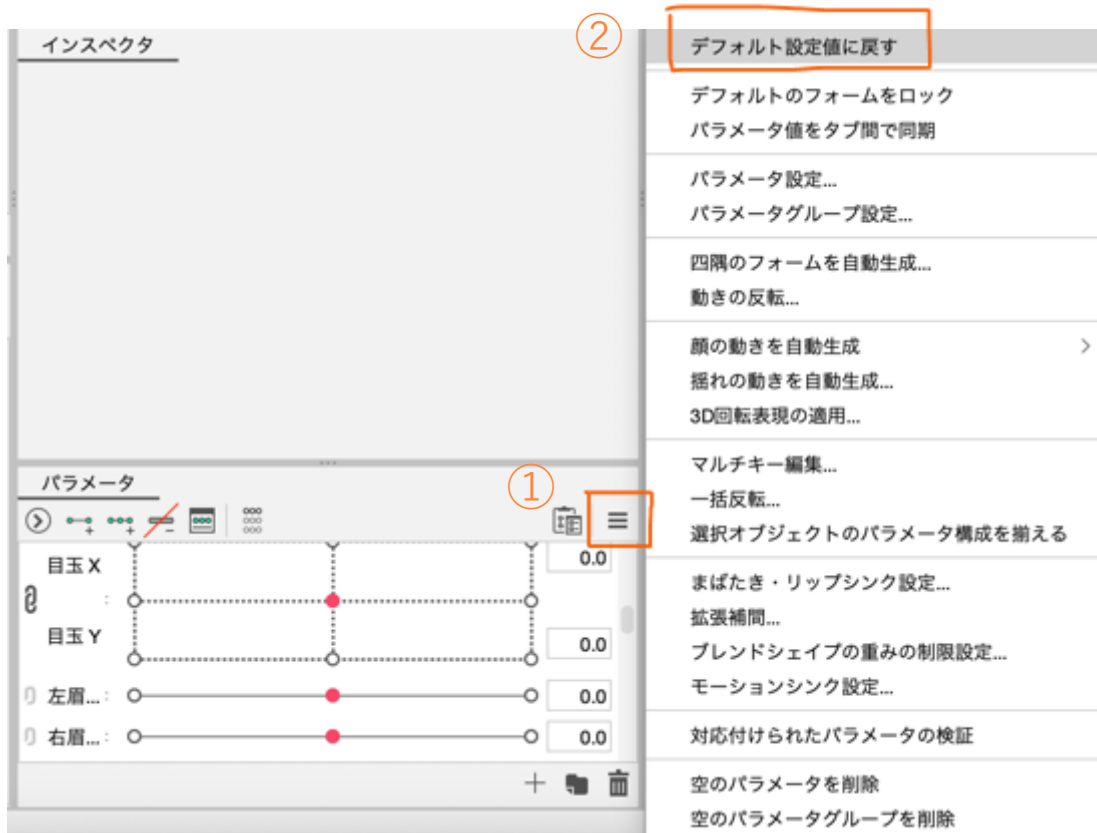 インスペクタ
パラメータ
①
目玉 X
0.0
目玉 Y
0.0
左眉...
0.0
右眉...
0.0
②
デフォルト設定値に戻す
デフォルトのフォームをロック
パラメータ値をタブ間で同期
パラメータ設定...
パラメータグループ設定...
四隅のフォームを自動生成...
動きの反転...
顔の動きを自動生成
揺れの動きを自動生成...
3D回転表現の適用...
マルチキー編集...
一括反転...
選択オブジェクトのパラメータ構成を揃える
まばたき・リップシンク設定...
拡張補間...
ブレンドシェイプの重みの制限設定...
モーションシンク設定...
対応付けられたパラメータの検証
空のパラメータを削除
空のパラメータグループを削除